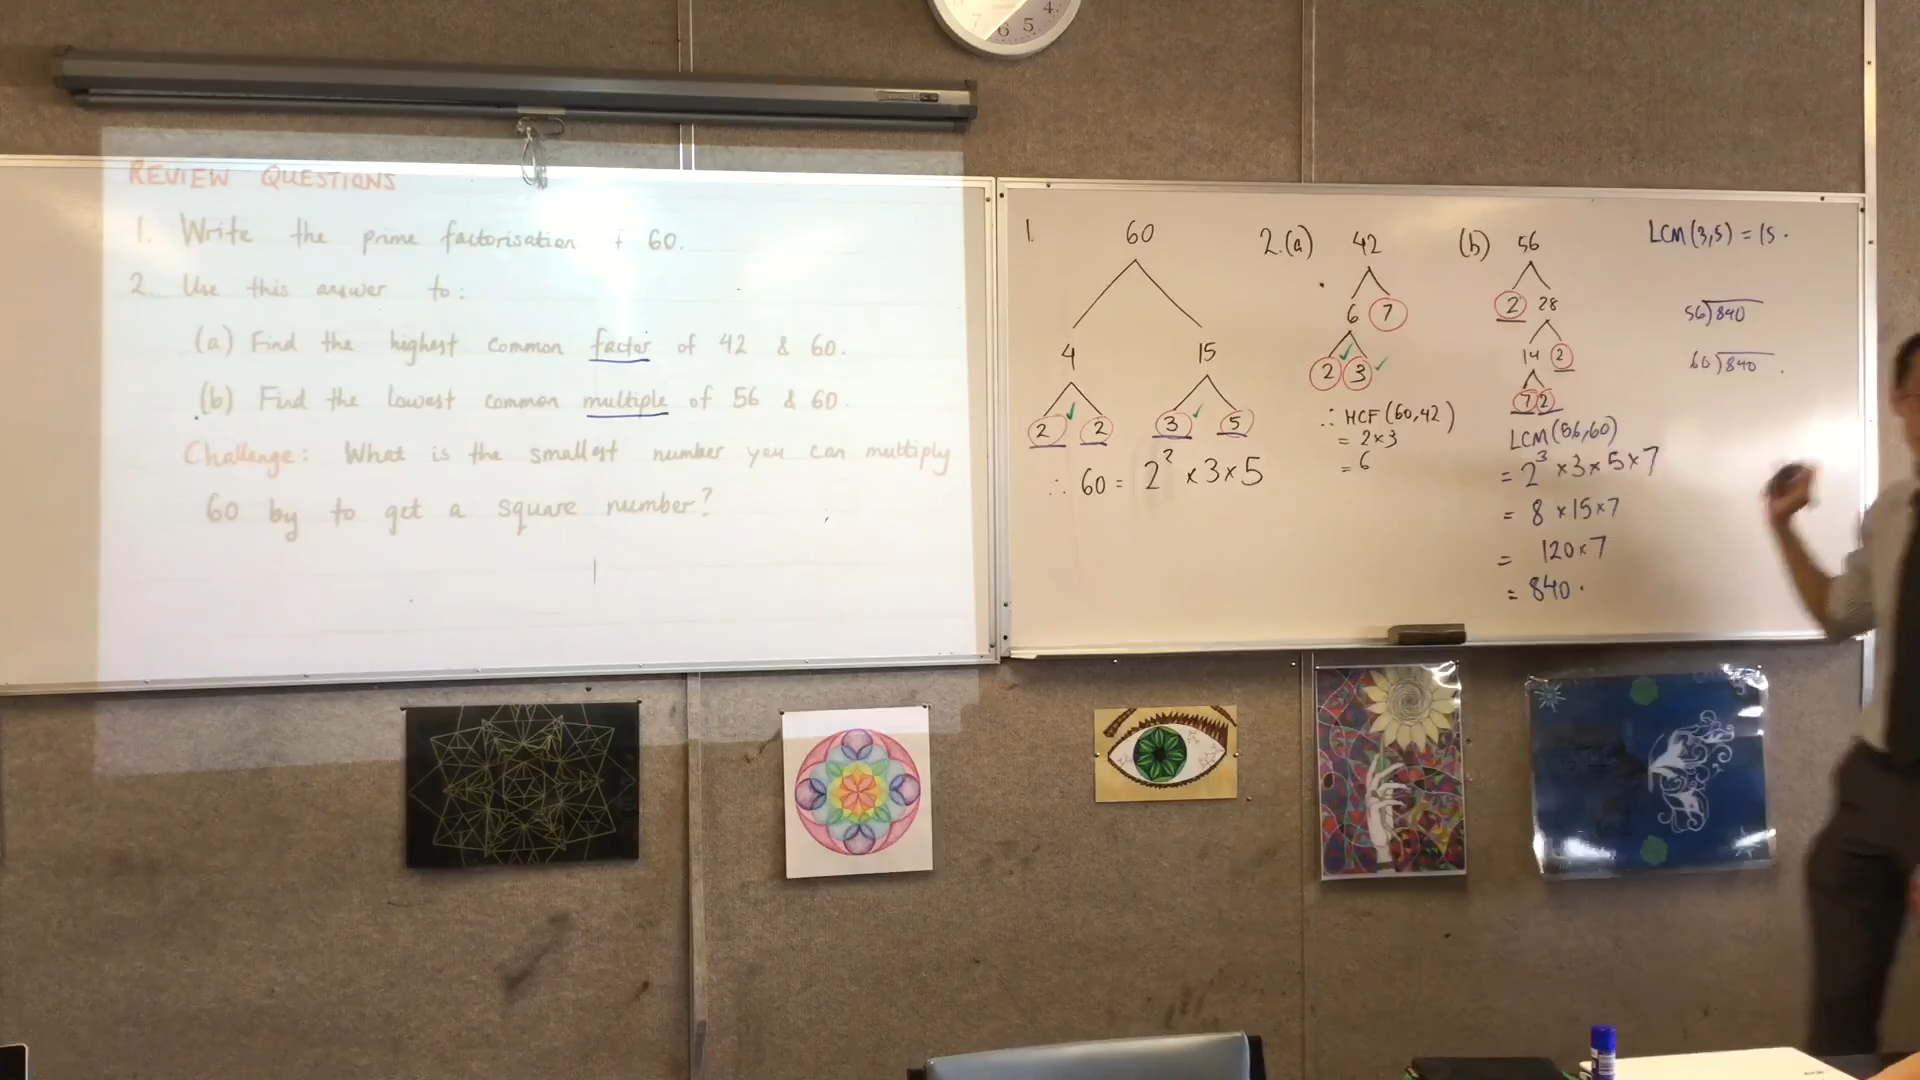 REVIEW QUESTIONS
1. Write the prime factorisation 60.
2. Use this answer to:
(a) Find the highest common factor of 42 & 60.
(b) Find the lowest common multiple of 56 & 60.
Challenge: What is the smallest number you can multiply
60 by to get a square number?
1.
60
4 15
2 2 3 5
∴ 60 = 2² × 3 × 5
2.(a) 42
6 7
2 3
∴ HCF(60,42)
= 2×3
= 6
(b) 56
2 28
14 2
7 2
LCM(56,60)
= 2³ × 3 × 5 × 7
= 8 × 15 × 7
= 120 × 7
= 840.
LCM(3,5) = 15.
56)840
60)840
7 6 5 4